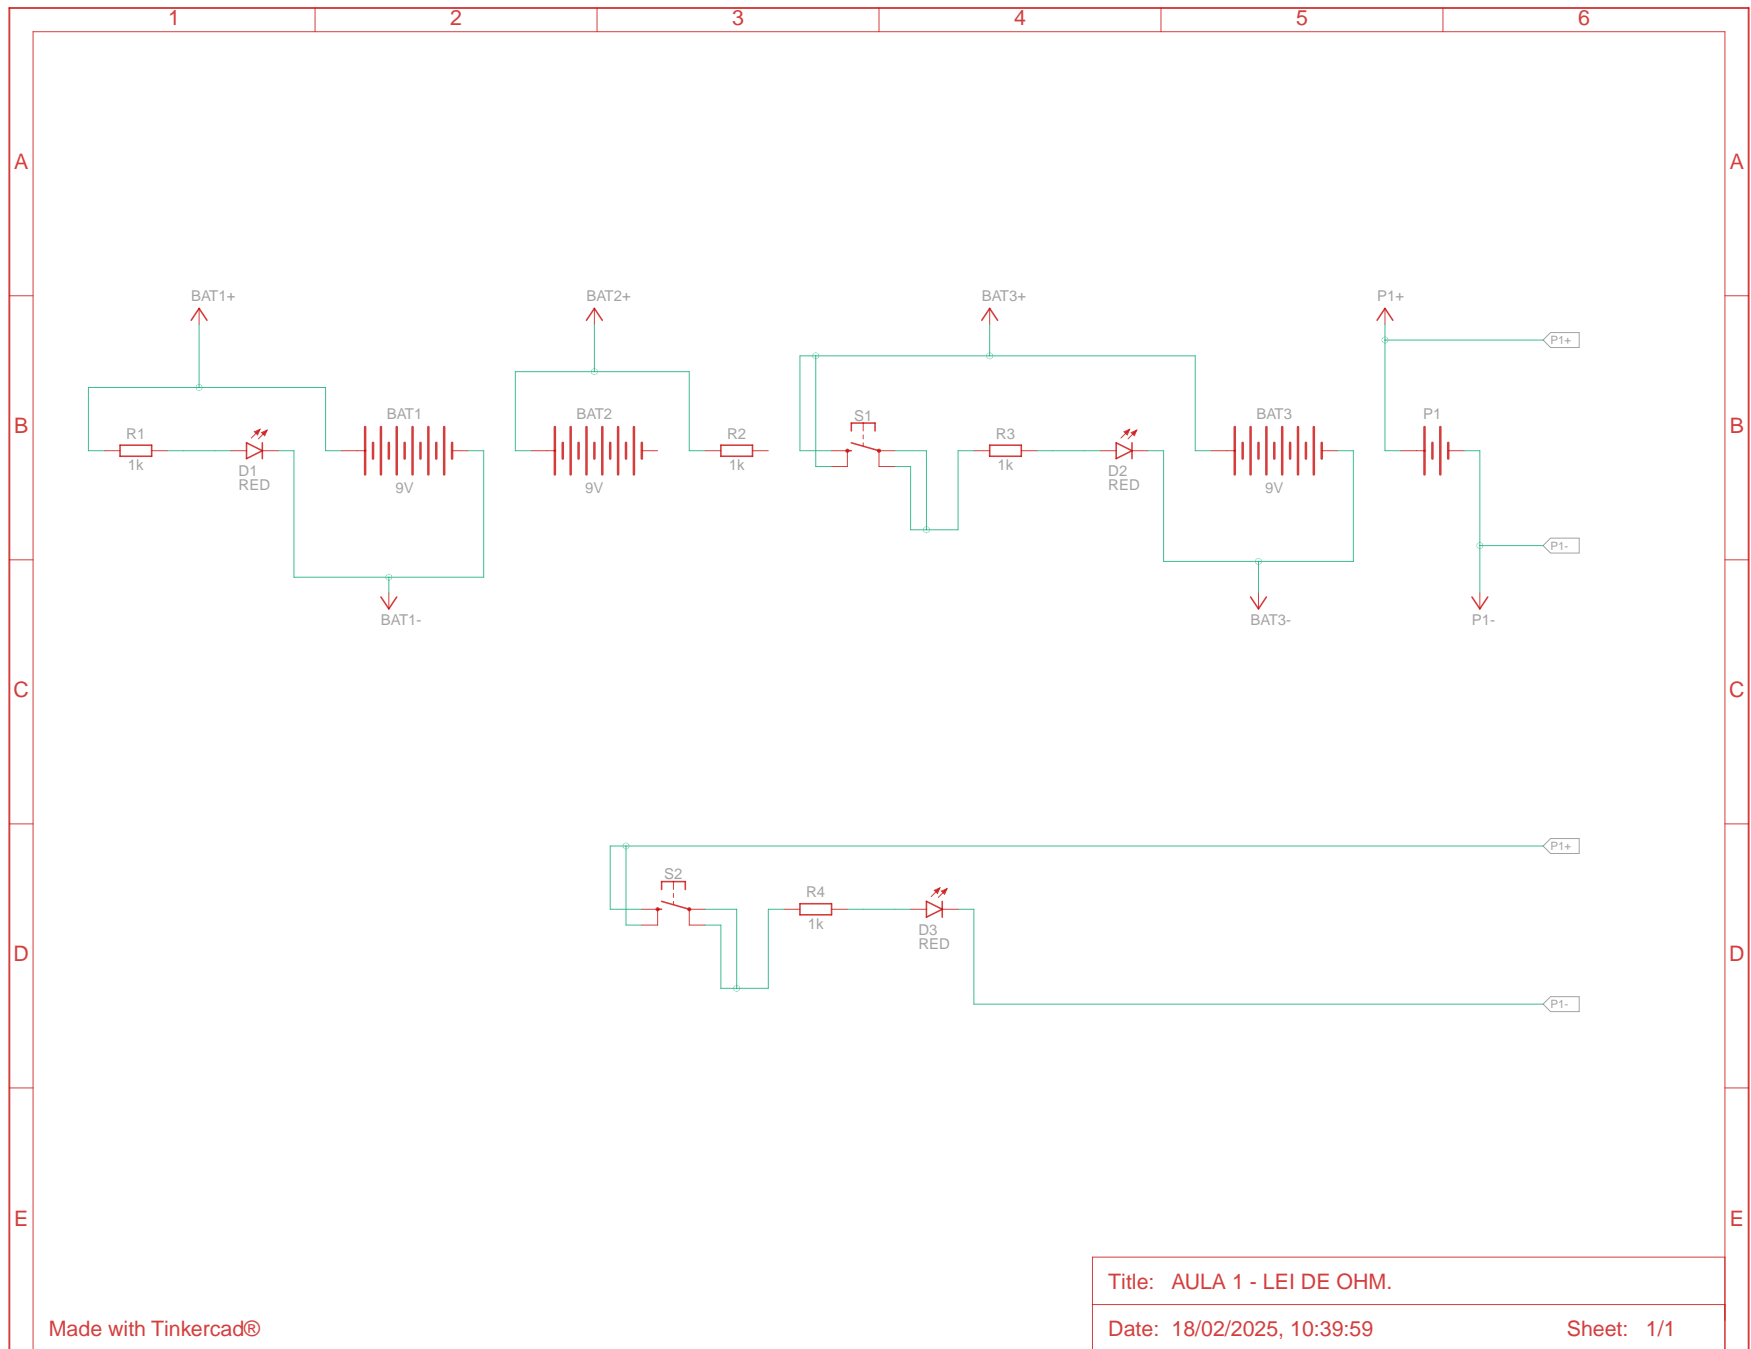 1 2 3 4 5 6
A A
BAT1+ BAT2+ BAT3+ P1+
P1+
B B
BAT1 BAT2 S1 BAT3 P1
R1 R2 R3
1k 1k 1k
D1 D2
RED RED
9V 9V 9V
P1-
BAT1- BAT3- P1-
C C
P1+
S2
R4
1k
D3
RED
D D
P1-
E E
Title: AULA 1 - LEI DE OHM.
Made with Tinkercad®
Date: 18/02/2025, 10:39:59 Sheet: 1/1